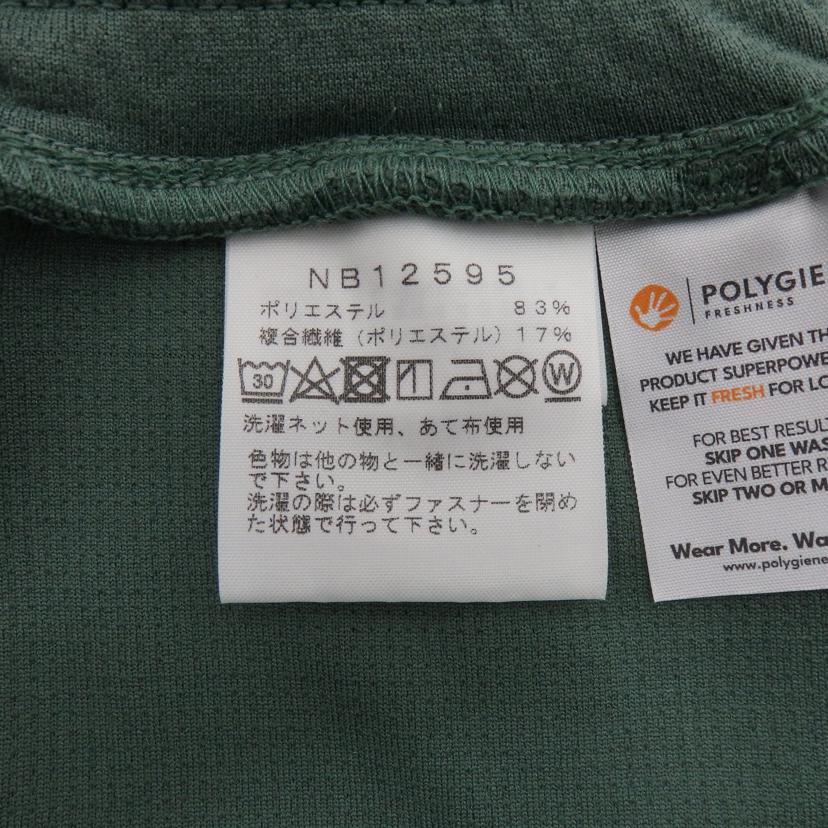 NB12595
ポリエステル 83%
複合繊維 (ポリエステル) 17%
30 W
洗濯ネット使用、あて布使用
色物は他の物と一緒に洗濯しない
で下さい。
洗濯の際は必ずファスナーを閉め
た状態で行って下さい。
POLYGIE
FRESHNESS
WE HAVE GIVEN TH
PRODUCT SUPERPOWE
KEEP IT FRESH FOR LO
FOR BEST RESUL
SKIP ONE WAS
FOR EVEN BETTER R
SKIP TWO OR M
Wear More. Wa
www.polygiene